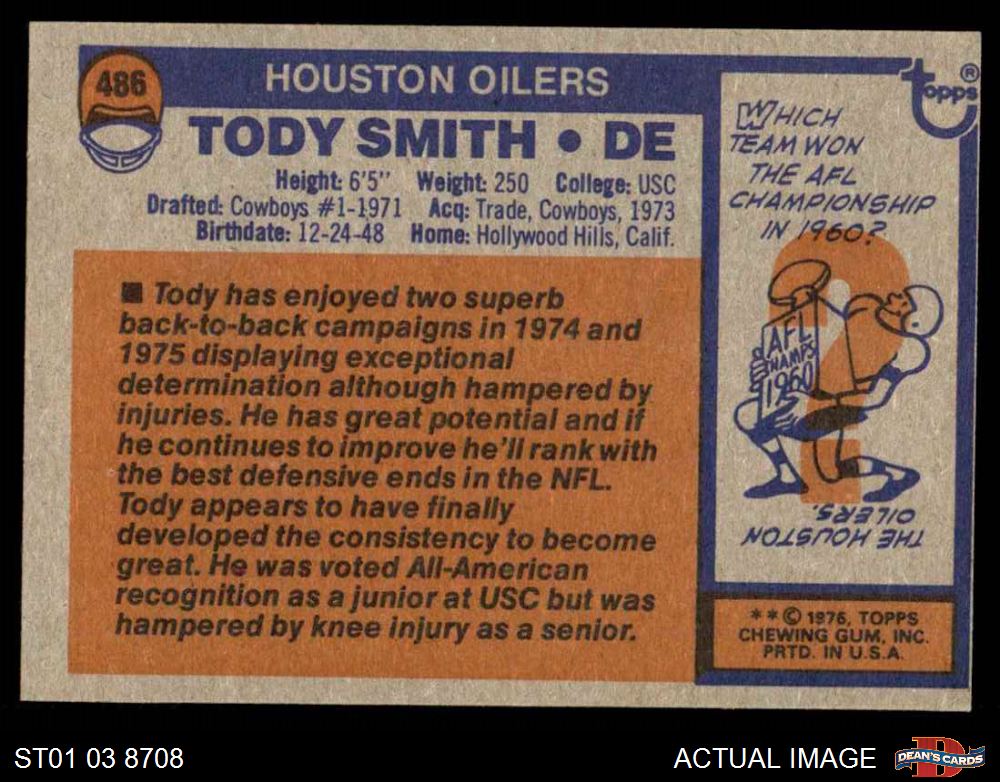 486
HOUSTON OILERS
TODY SMITH • DE
Height: 6'5" Weight: 250 College: USC
Drafted: Cowboys #1-1971 Acq: Trade, Cowboys, 1973
Birthdate: 12-24-48 Home: Hollywood Hills, Calif.
■ Tody has enjoyed two superb
back-to-back campaigns in 1974 and
1975 displaying exceptional
determination although hampered by
injuries. He has great potential and if
he continues to improve he'll rank with
the best defensive ends in the NFL.
Tody appears to have finally
developed the consistency to become
great. He was voted All-American
recognition as a junior at USC but was
hampered by knee injury as a senior.
topps®
WHICH
TEAM WON
THE AFL
CHAMPIONSHIP
IN 1960?
AFL
CHAMPS
1960
THE HOUSTON
OILERS.
**© 1976, TOPPS
CHEWING GUM, INC.
PRTD. IN U.S.A.
ST01 03 8708
ACTUAL IMAGE
D
DEAN'S CARDS